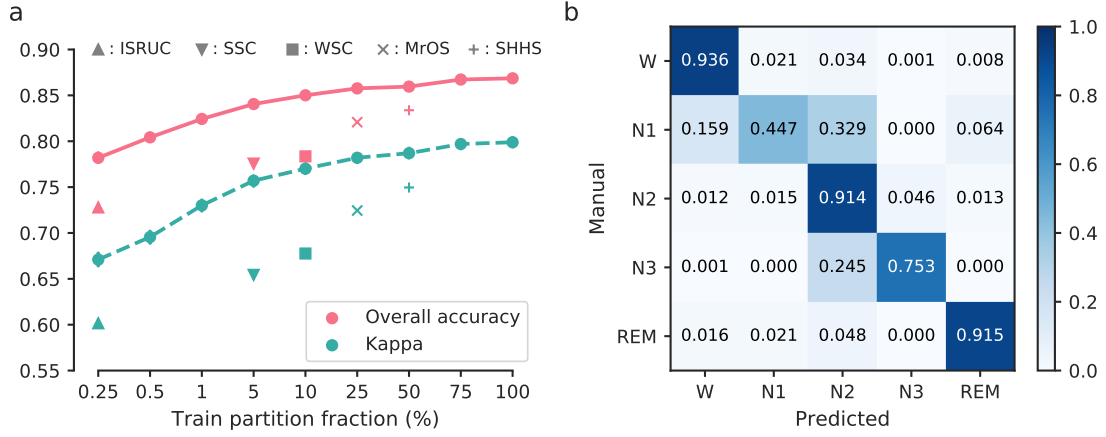 a
▲ : ISRUC ▼ : SSC ■ : WSC × : MrOS + : SHHS
0.90
0.85
0.80
0.75
0.70
0.65
0.60
0.55
Overall accuracy
Kappa
0.25 0.5 1 5 10 25 50 75 100
Train partition fraction (%)
b
Manual
W 0.936 0.021 0.034 0.001 0.008
N1 0.159 0.447 0.329 0.000 0.064
N2 0.012 0.015 0.914 0.046 0.013
N3 0.001 0.000 0.245 0.753 0.000
REM 0.016 0.021 0.048 0.000 0.915
W N1 N2 N3 REM
Predicted
1.0
0.8
0.6
0.4
0.2
0.0